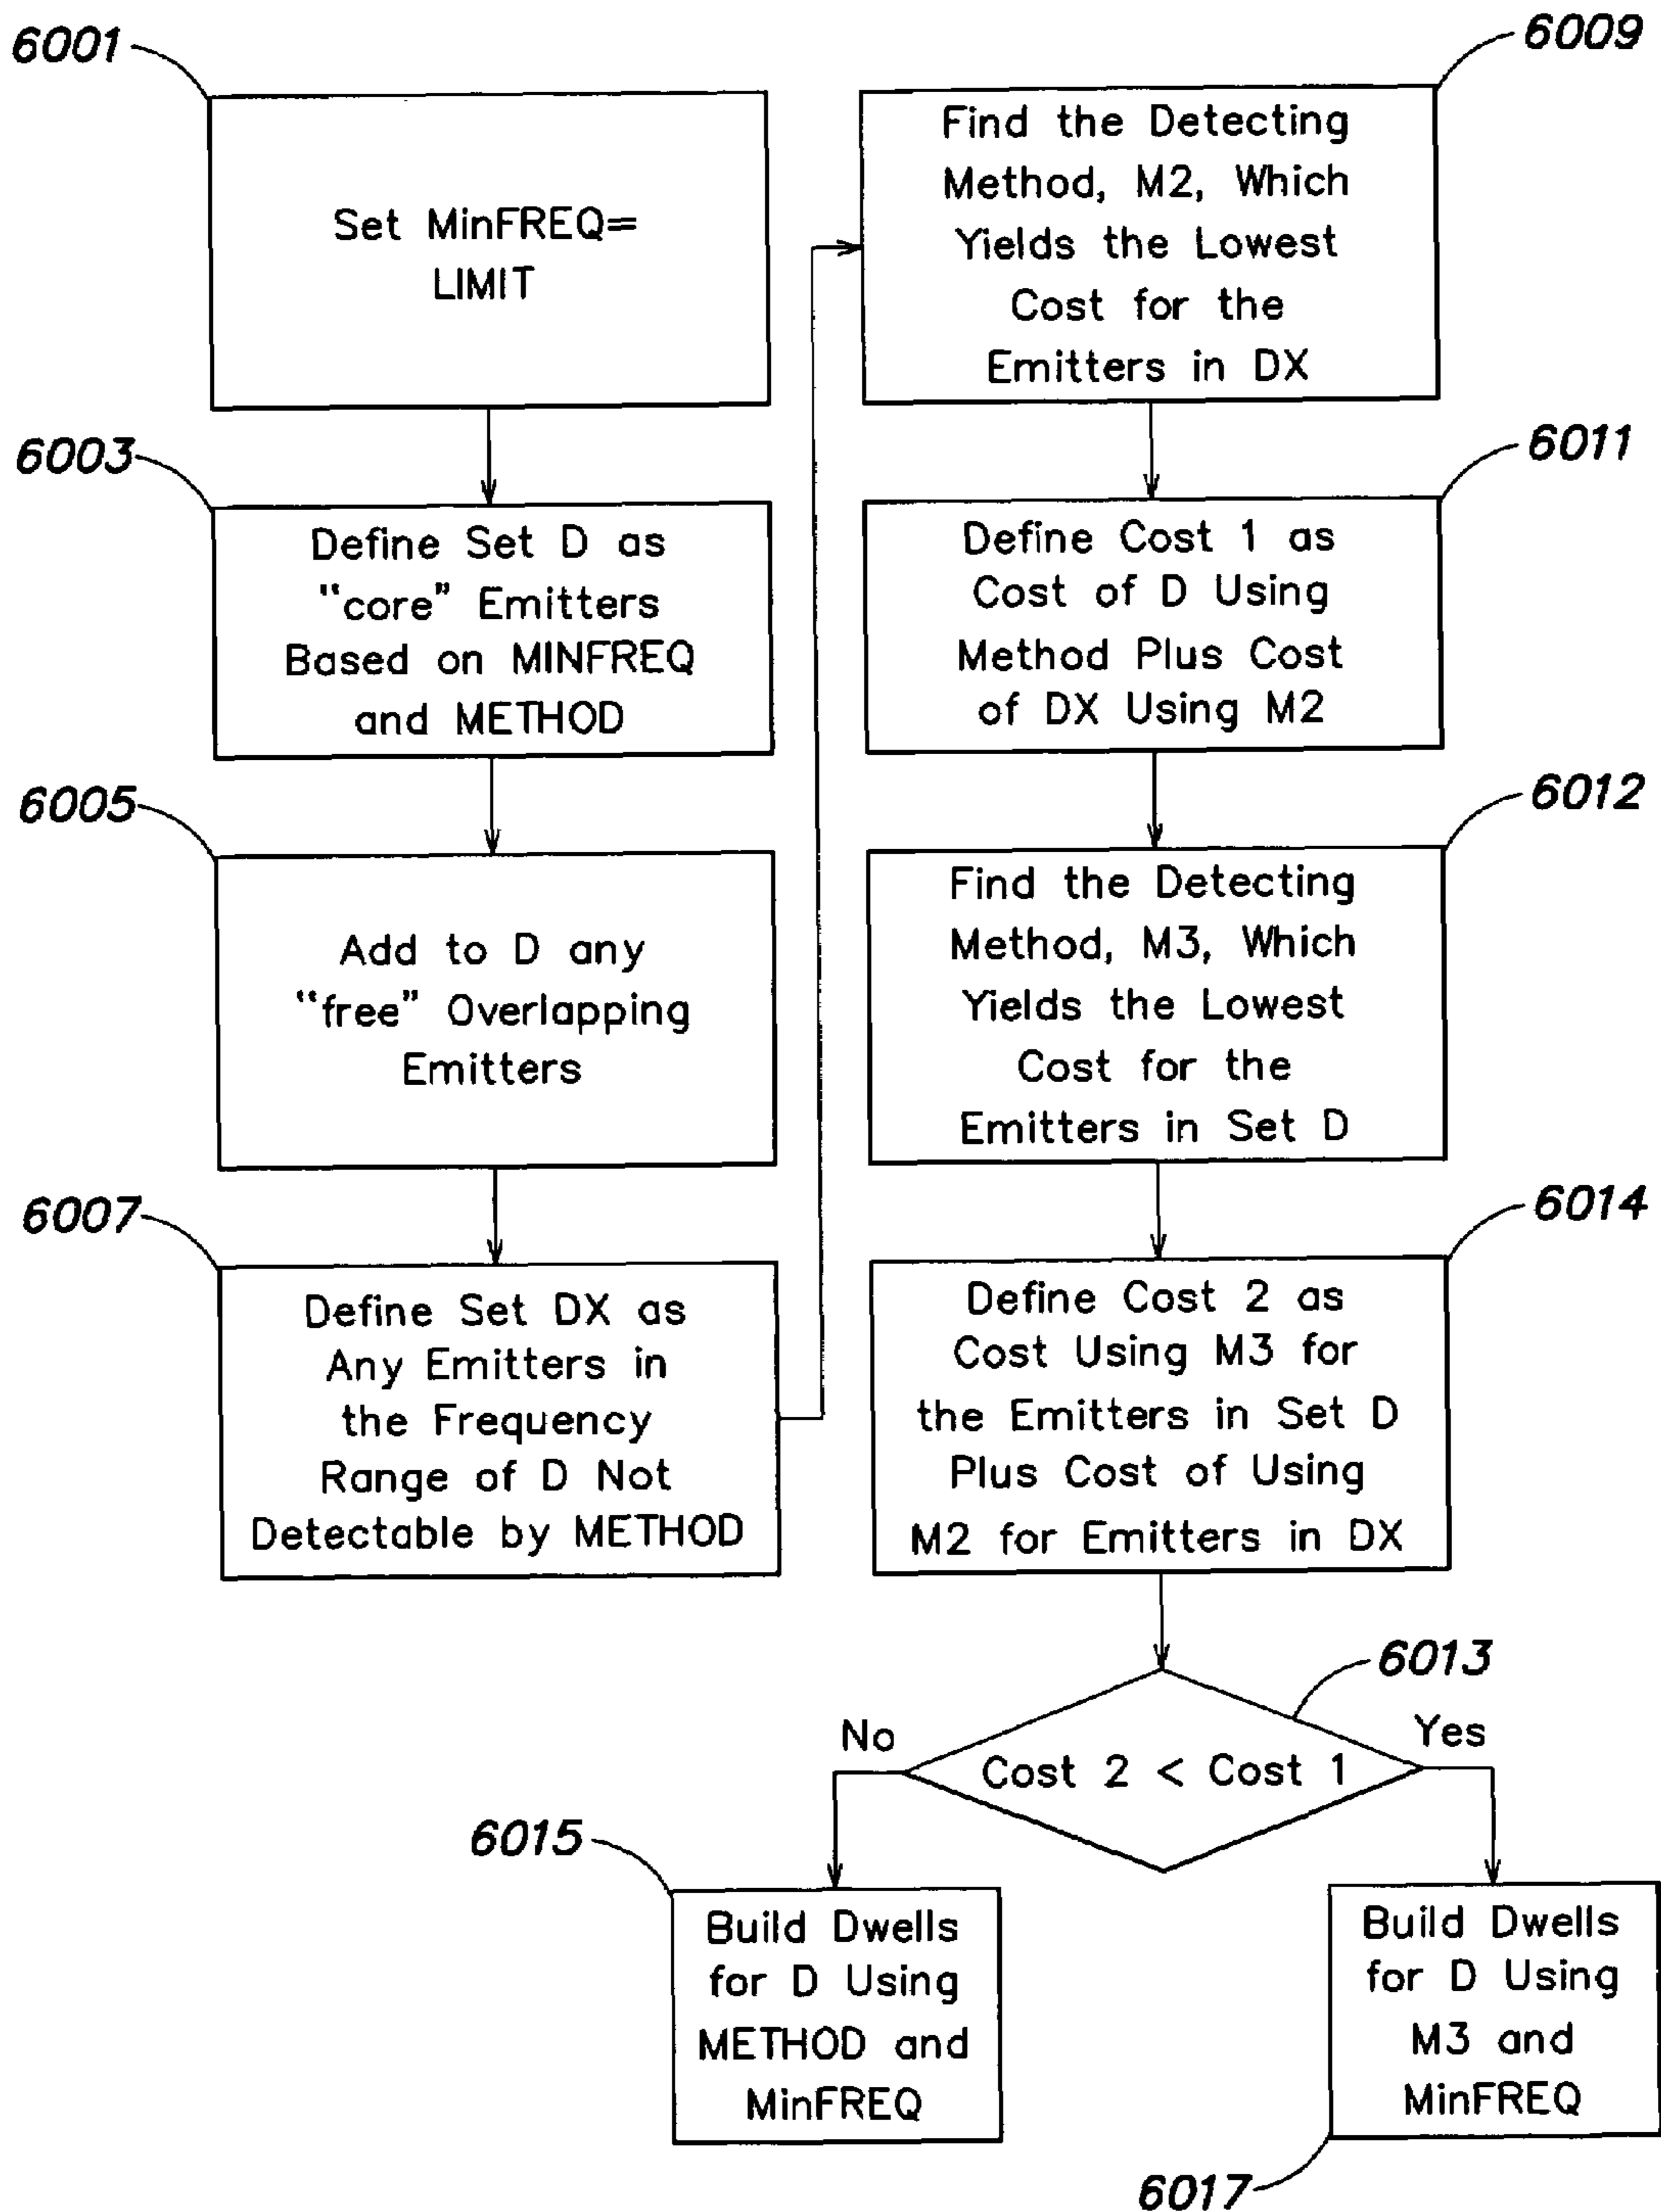 6001
Set MinFREQ=
LIMIT
6003
Define Set D as
"core" Emitters
Based on MINFREQ
and METHOD
6005
Add to D any
"free" Overlapping
Emitters
6007
Define Set DX as
Any Emitters in
the Frequency
Range of D Not
Detectable by METHOD
6009
Find the Detecting
Method, M2, Which
Yields the Lowest
Cost for the
Emitters in DX
6011
Define Cost 1 as
Cost of D Using
Method Plus Cost
of DX Using M2
6012
Find the Detecting
Method, M3, Which
Yields the Lowest
Cost for the
Emitters in Set D
6014
Define Cost 2 as
Cost Using M3 for
the Emitters in Set D
Plus Cost of Using
M2 for Emitters in DX
6013
No
Yes
Cost 2 < Cost 1
6015
Build Dwells
for D Using
METHOD and
MinFREQ
Build Dwells
for D Using
M3 and
MinFREQ
6017